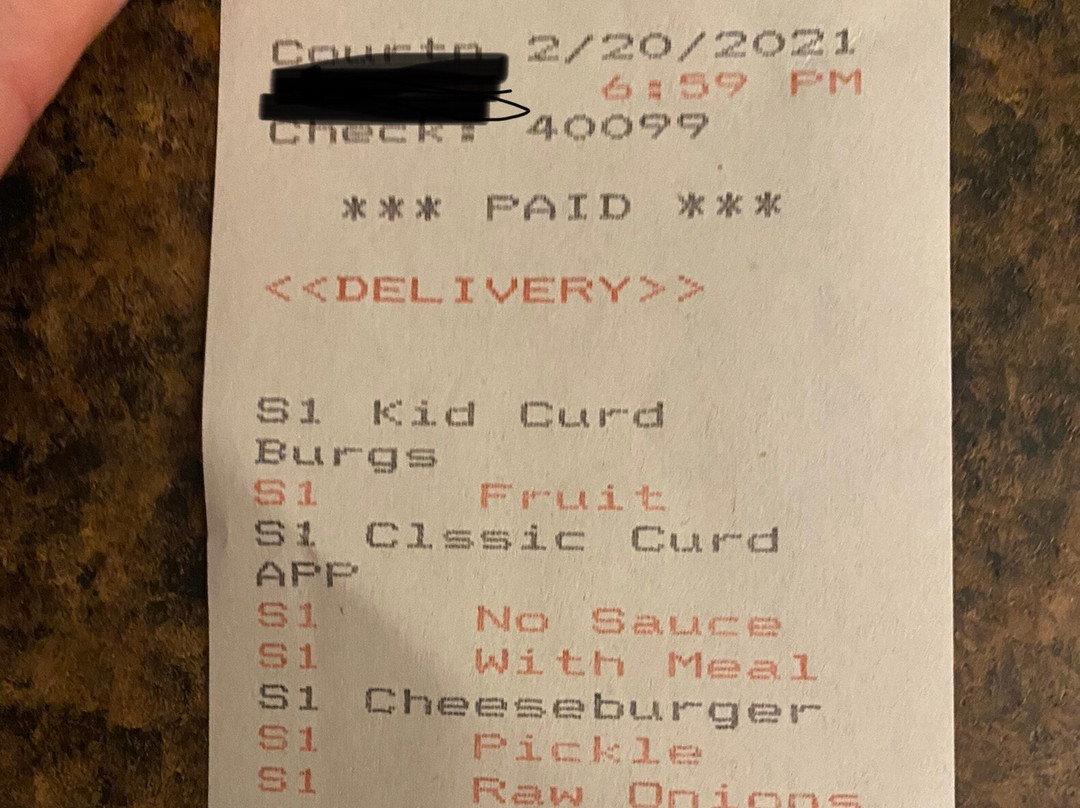 Courtn 2/20/2021
6:59 PM
Check: 40099
*** PAID ***
<<DELIVERY>>
S1 Kid Curd
Burgs
S1 Fruit
S1 Clssic Curd
APP
S1 No Sauce
S1 With Meal
S1 Cheeseburger
S1 Pickle
S1 Raw Onions